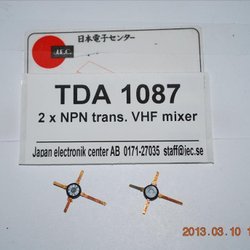 日本電子センター
J.E.C.
TDA 1087
2 x NPN trans. VHF mixer
Japan electronik center AB 0171-27035 staff@jec.se
2013.03.10